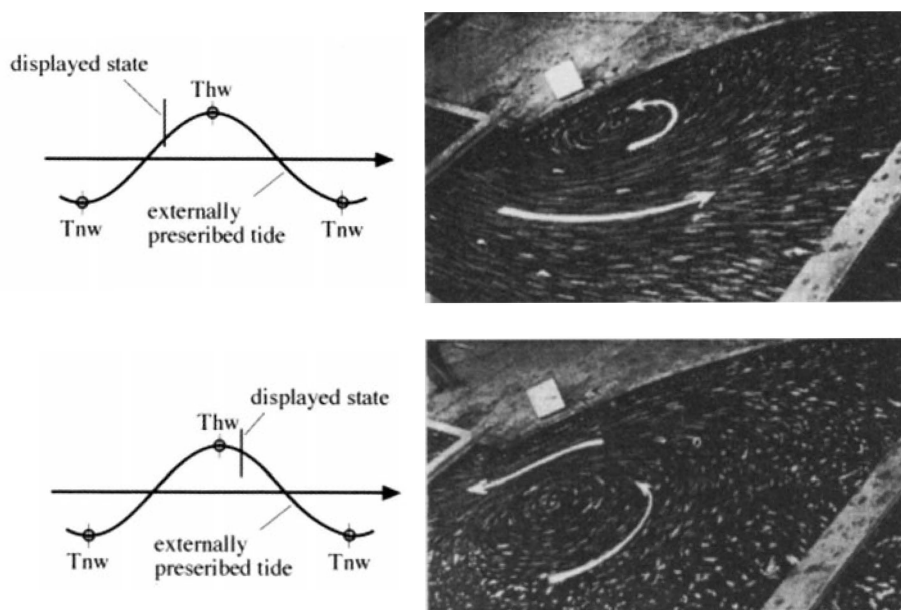 displayed state
Thw
Tnw
externally
preseribed tide
Tnw
displayed state
Thw
Tnw
externally
preseribed tide
Tnw